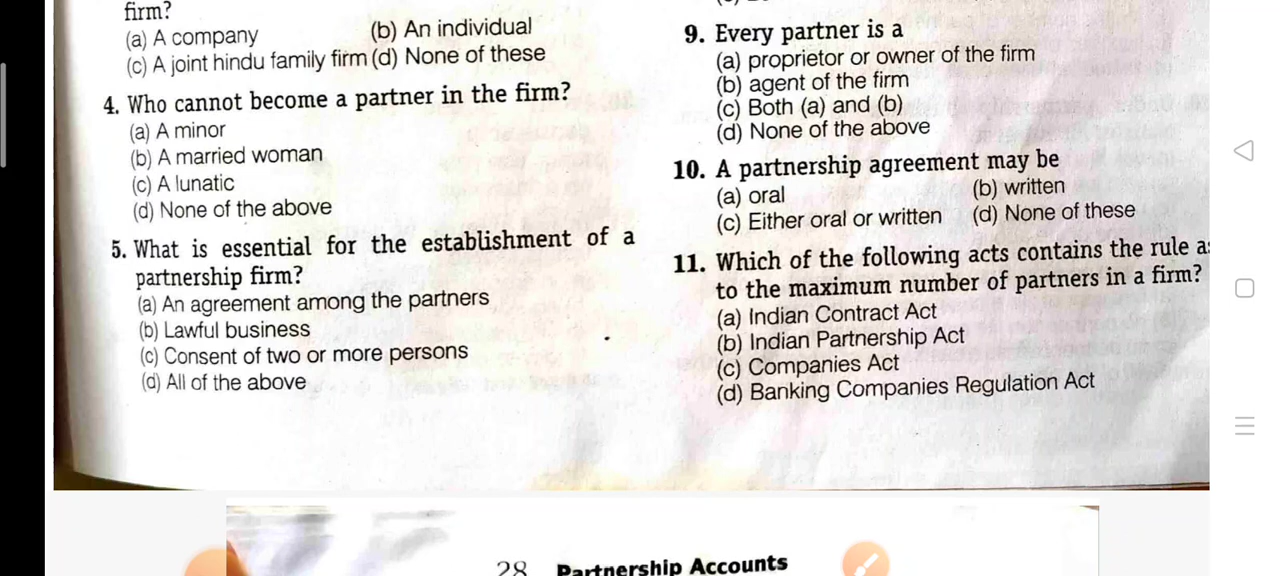 firm?
(a) A company (b) An individual
(c) A joint hindu family firm (d) None of these
4. Who cannot become a partner in the firm?
(a) A minor
(b) A married woman
(c) A lunatic
(d) None of the above
5. What is essential for the establishment of a
partnership firm?
(a) An agreement among the partners
(b) Lawful business
(c) Consent of two or more persons
(d) All of the above
9. Every partner is a
(a) proprietor or owner of the firm
(b) agent of the firm
(c) Both (a) and (b)
(d) None of the above
10. A partnership agreement may be
(a) oral (b) written
(c) Either oral or written (d) None of these
11. Which of the following acts contains the rule
to the maximum number of partners in a firm?
(a) Indian Contract Act
(b) Indian Partnership Act
(c) Companies Act
(d) Banking Companies Regulation Act
28 Partnership Accounts